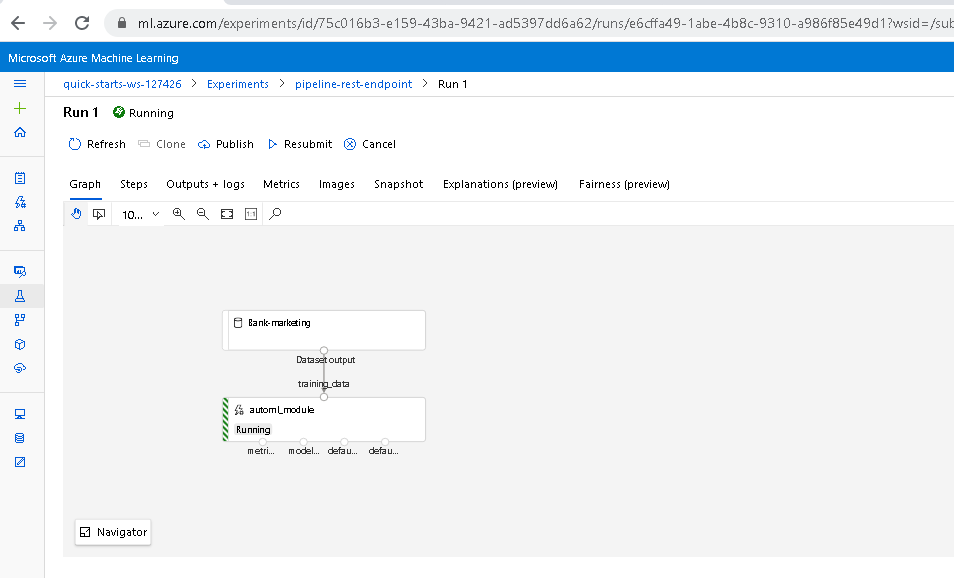 ml.azure.com/experiments/id/75c016b3-e159-43ba-9421-ad5397dd6a62/runs/e6cffa49-1abe-4b8c-9310-a986f85e49d1?wsid=/sub
Microsoft Azure Machine Learning
quick-starts-ws-127426 > Experiments > pipeline-rest-endpoint > Run 1
Run 1 Running
Refresh Clone Publish Resubmit Cancel
Graph Steps Outputs + logs Metrics Images Snapshot Explanations (preview) Fairness (preview)
10... 1:1
Bank-marketing
Dataset output
training_data
automl_module
Running
metri... model... defau... defau...
Navigator